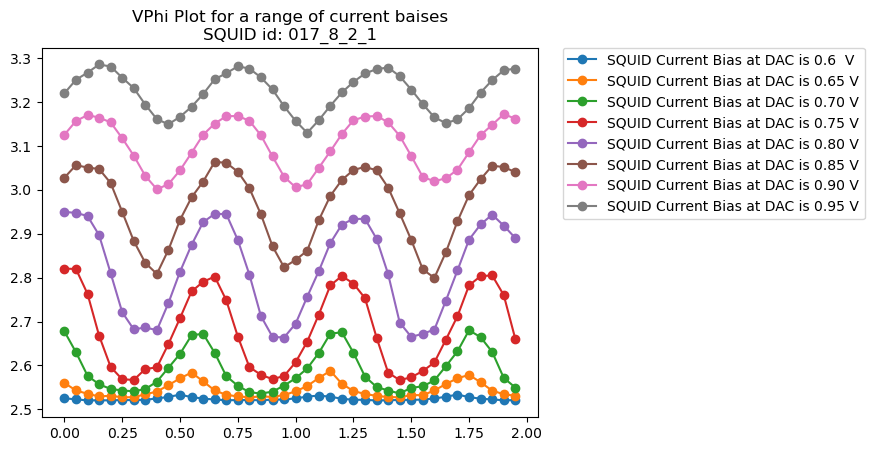 VPhi Plot for a range of current baises
SQUID id: 017_8_2_1
3.3
3.2
3.1
3.0
2.9
2.8
2.7
2.6
2.5
0.00 0.25 0.50 0.75 1.00 1.25 1.50 1.75 2.00
SQUID Current Bias at DAC is 0.6  V
SQUID Current Bias at DAC is 0.65 V
SQUID Current Bias at DAC is 0.70 V
SQUID Current Bias at DAC is 0.75 V
SQUID Current Bias at DAC is 0.80 V
SQUID Current Bias at DAC is 0.85 V
SQUID Current Bias at DAC is 0.90 V
SQUID Current Bias at DAC is 0.95 V